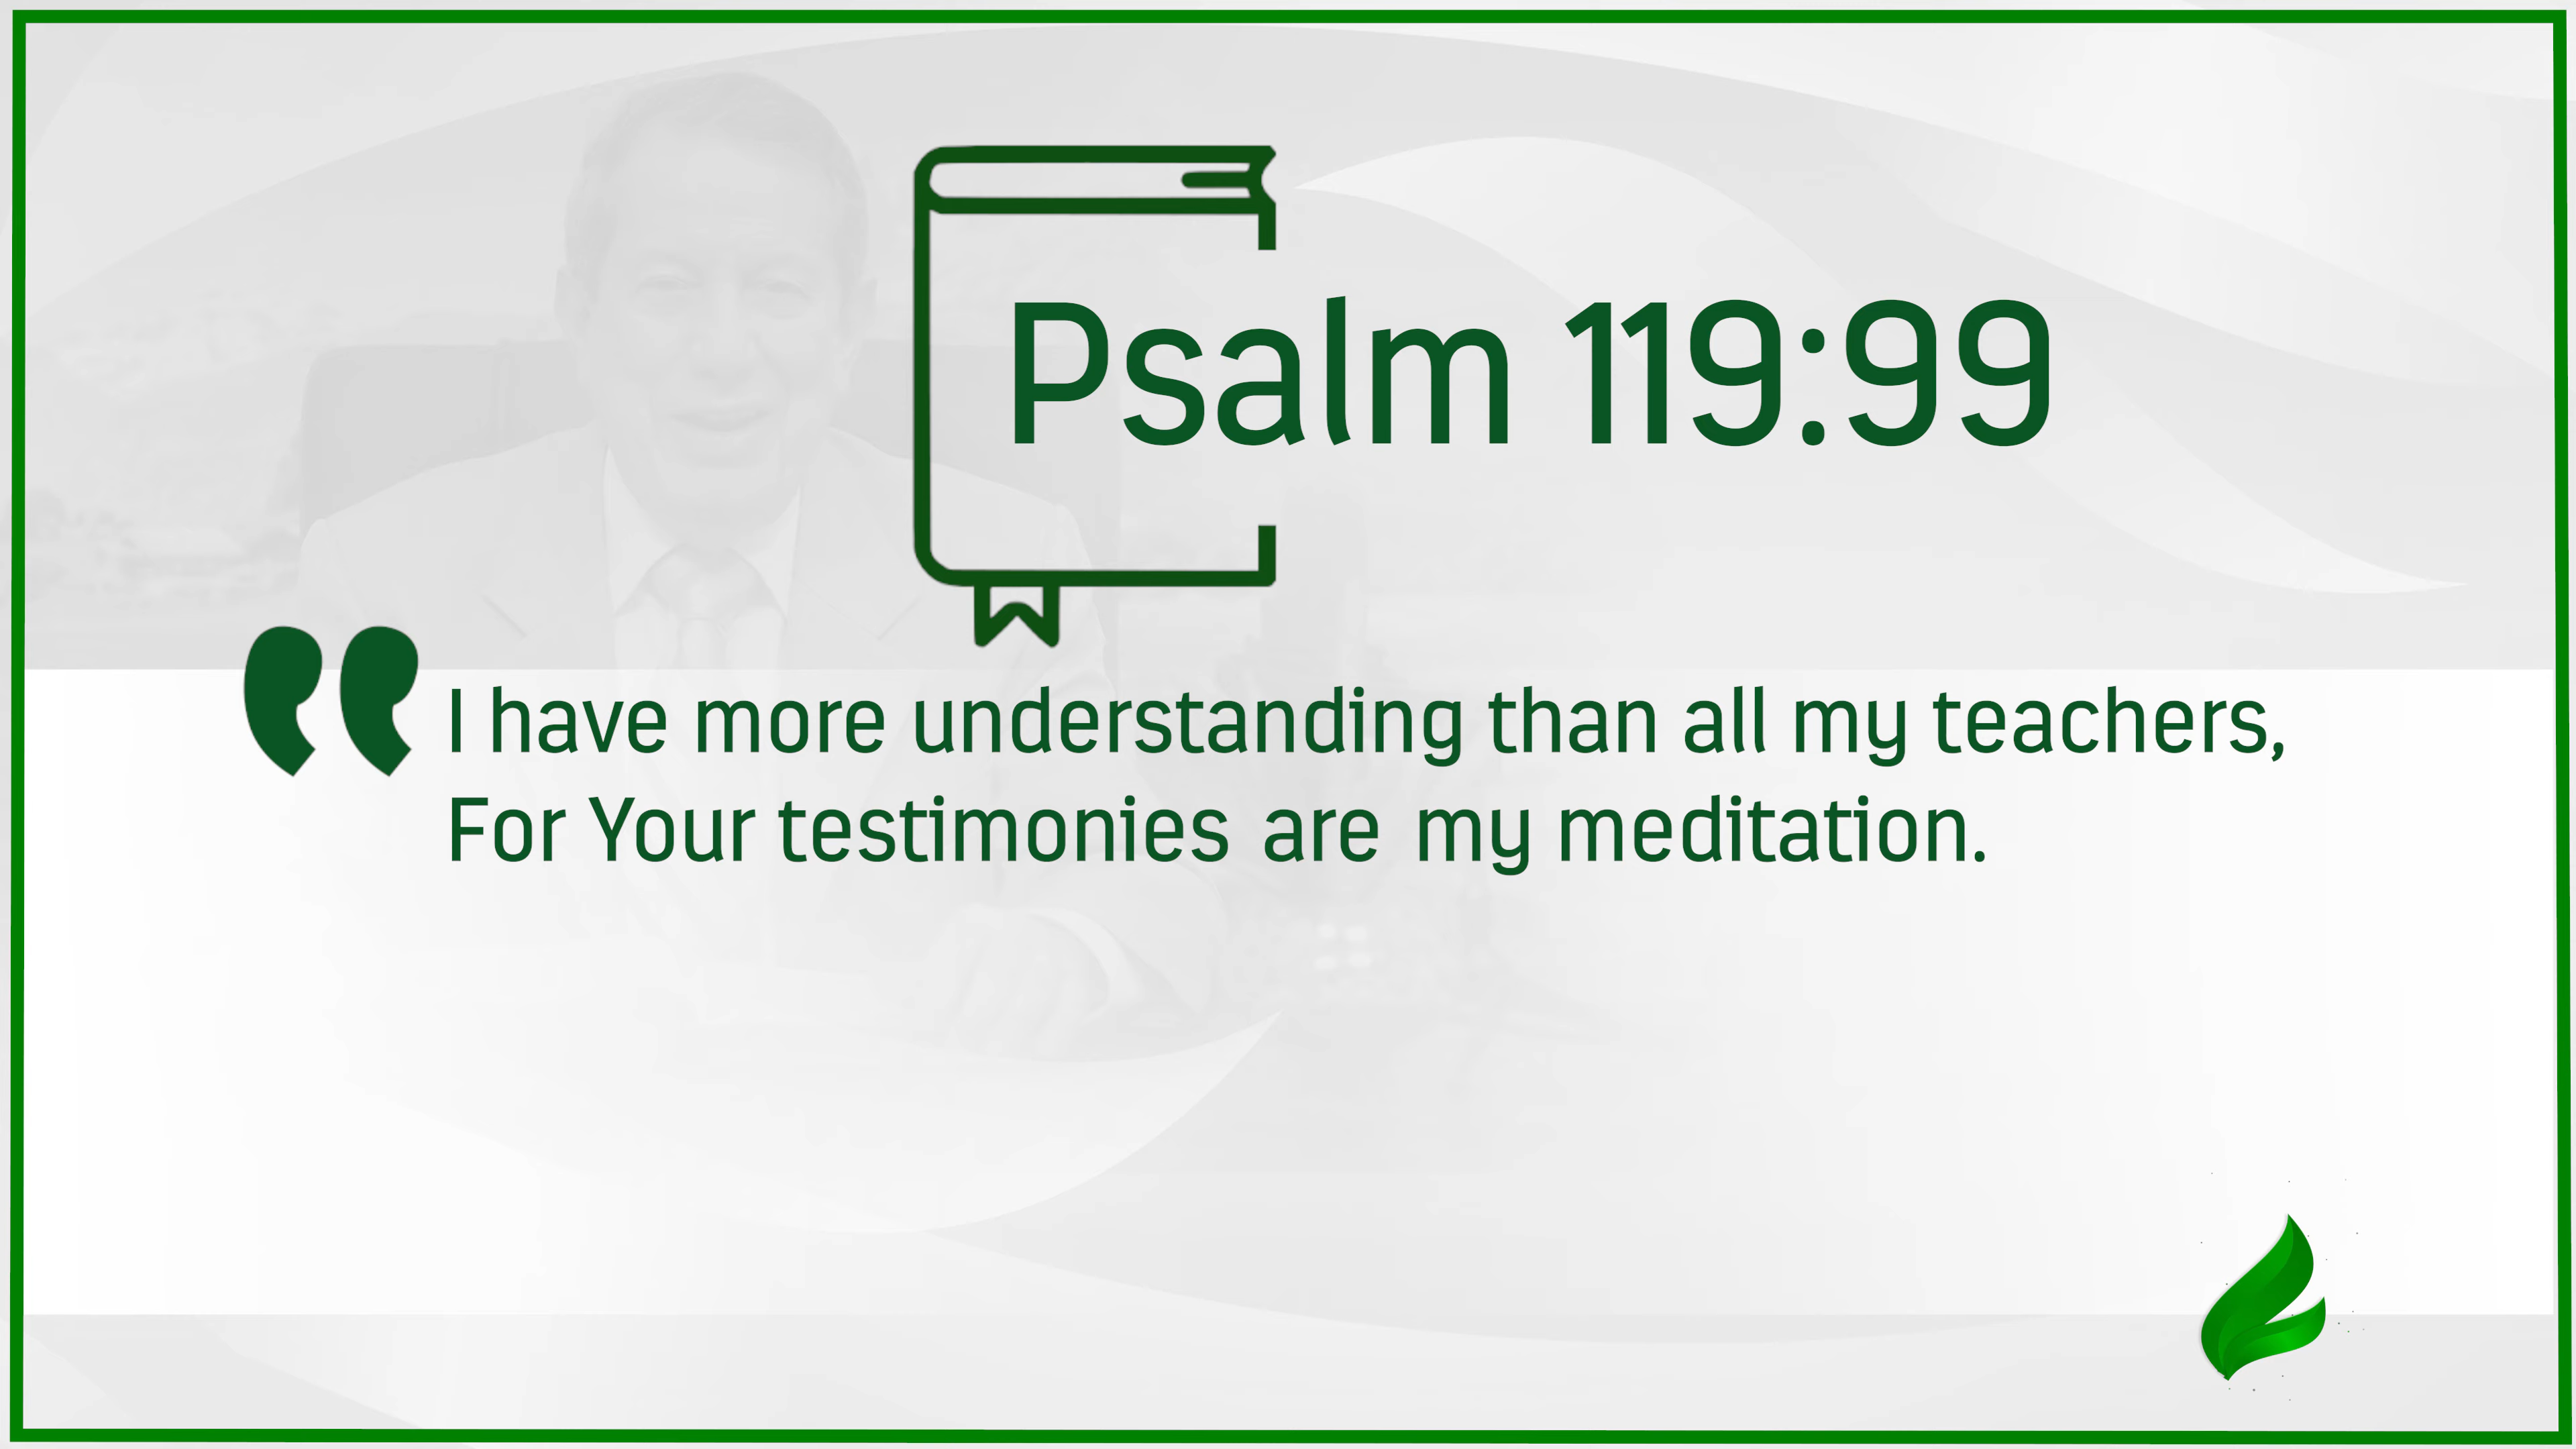 Psalm 119:99
I have more understanding than all my teachers,
For Your testimonies are my meditation.